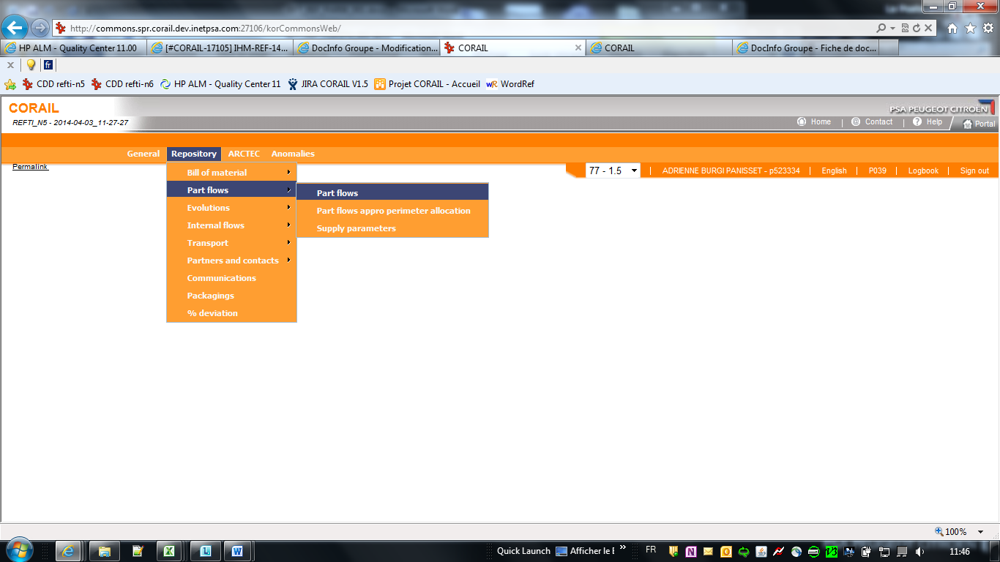 http://commons.spr.corail.dev.inetpsa.com:27106/korCommonsWeb/
HP ALM - Quality Center 11.00
[#CORAIL-17105] IHM-REF-14...
DocInfo Groupe - Modification...
CORAIL
CORAIL
DocInfo Groupe - Fiche de doc...
fr
CDD refti-n5
CDD refti-n6
HP ALM - Quality Center 11
JIRA CORAIL V1.5
Projet CORAIL - Accueil
WordRef
CORAIL
PSA PEUGEOT CITROËN
REFTI_N5 - 2014-04-03_11-27-27
Home | Contact | Help
Portal
General
Repository
ARCTEC
Anomalies
Permalink
77 - 1.5 | ADRIENNE BURGI PANISSET - p523334 | English | P039 | Logbook | Sign out
Bill of material
Part flows
Evolutions
Internal flows
Transport
Partners and contacts
Communications
Packagings
% deviation
Part flows
Part flows appro perimeter allocation
Supply parameters
100%
Quick Launch
Afficher le
FR
11:46